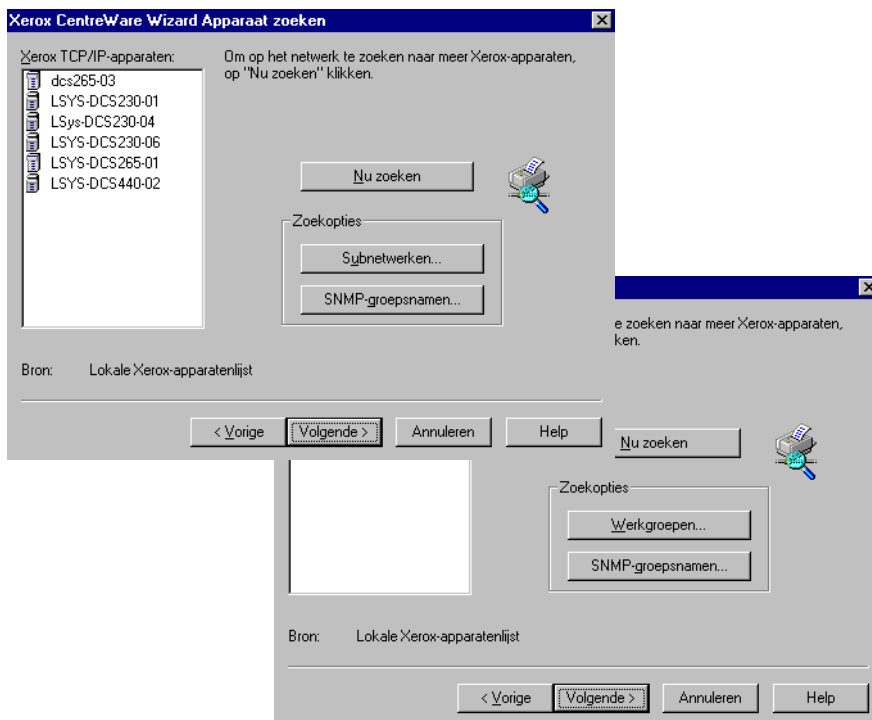 Xerox CentreWare Wizard Apparaat zoeken
Xerox TCP/IP-apparaten:
dcs265-03
LSYS-DCS230-01
LSys-DCS230-04
LSYS-DCS230-06
LSYS-DCS265-01
LSYS-DCS440-02
Om op het netwerk te zoeken naar meer Xerox-apparaten,
op "Nu zoeken" klikken.
Nu zoeken
Zoekopties
Subnetwerken...
SNMP-groepsnamen...
Bron: Lokale Xerox-apparatenlijst
< Vorige Volgende > Annuleren Help
e zoeken naar meer Xerox-apparaten,
ken.
Nu zoeken
Zoekopties
Werkgroepen...
SNMP-groepsnamen...
Bron: Lokale Xerox-apparatenlijst
< Vorige Volgende > Annuleren Help